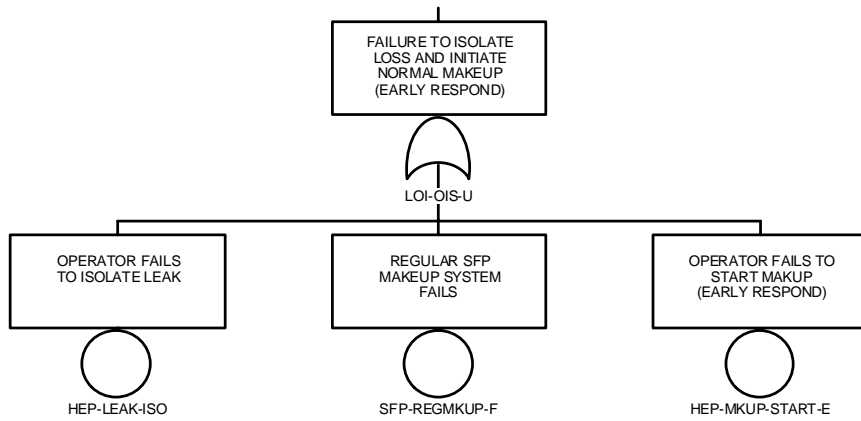 FAILURE TO ISOLATE
LOSS AND INITIATE
NORMAL MAKEUP
(EARLY RESPOND)
LOI-OIS-U
OPERATOR FAILS
TO ISOLATE LEAK
REGULAR SFP
MAKEUP SYSTEM
FAILS
OPERATOR FAILS TO
START MAKUP
(EARLY RESPOND)
HEP-LEAK-ISO
SFP-REGMKUP-F
HEP-MKUP-START-E